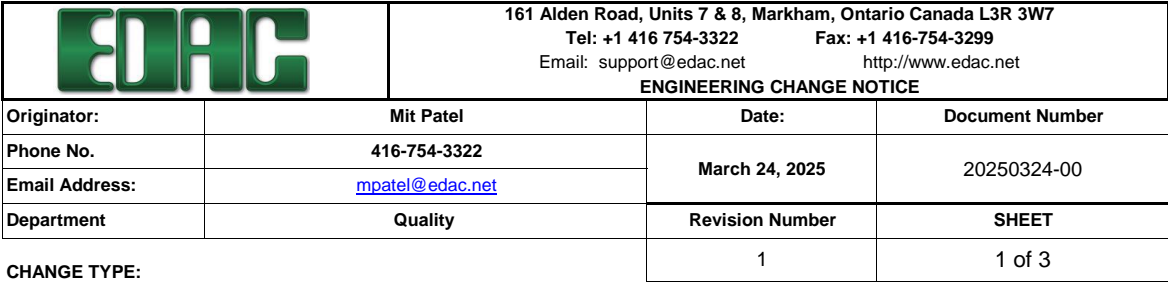 EDAC
161 Alden Road, Units 7 & 8, Markham, Ontario Canada L3R 3W7
Tel: +1 416 754-3322 Fax: +1 416-754-3299
Email: support@edac.net http://www.edac.net
ENGINEERING CHANGE NOTICE
Originator: Mit Patel Date: Document Number
Phone No. 416-754-3322
March 24, 2025 20250324-00
Email Address: mpatel@edac.net
Department Quality Revision Number SHEET
1 1 of 3
CHANGE TYPE: